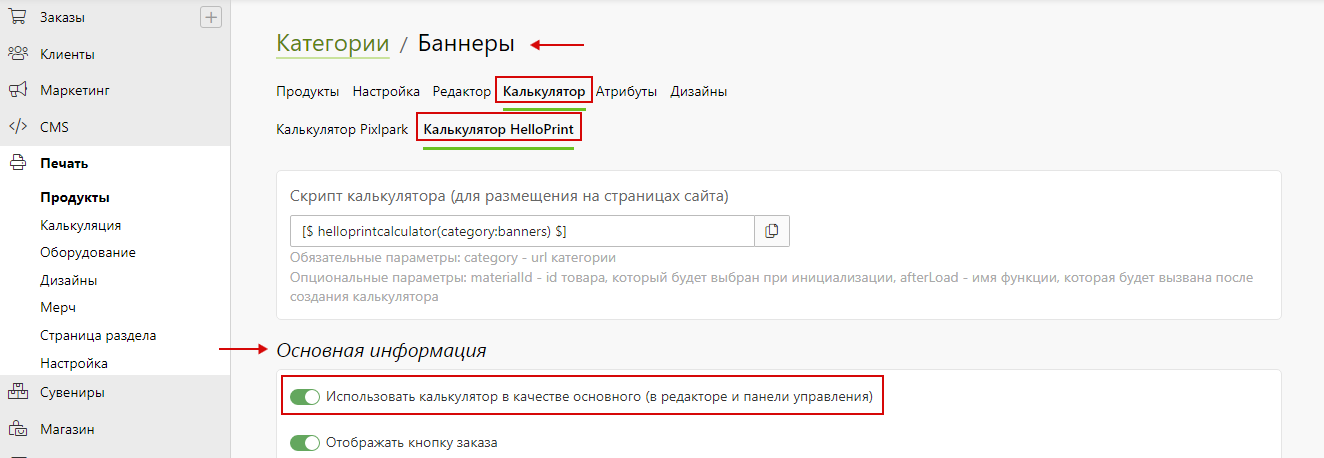 Заказы
Клиенты
Маркетинг
CMS
Печать
Продукты
Калькуляция
Оборудование
Дизайны
Мерч
Страница раздела
Настройка
Сувениры
Магазин
Категории / Баннеры
Продукты Настройка Редактор Калькулятор Атрибуты Дизайны
Калькулятор Pixlpark Калькулятор HelloPrint
Скрипт калькулятора (для размещения на страницах сайта)
[$ helloprintcalculator(category:banners) $]
Обязательные параметры: category - url категории
Опциональные параметры: materialId - id товара, который будет выбран при инициализации, afterLoad - имя функции, которая будет вызвана после
создания калькулятора
Основная информация
Использовать калькулятор в качестве основного (в редакторе и панели управления)
Отображать кнопку заказа